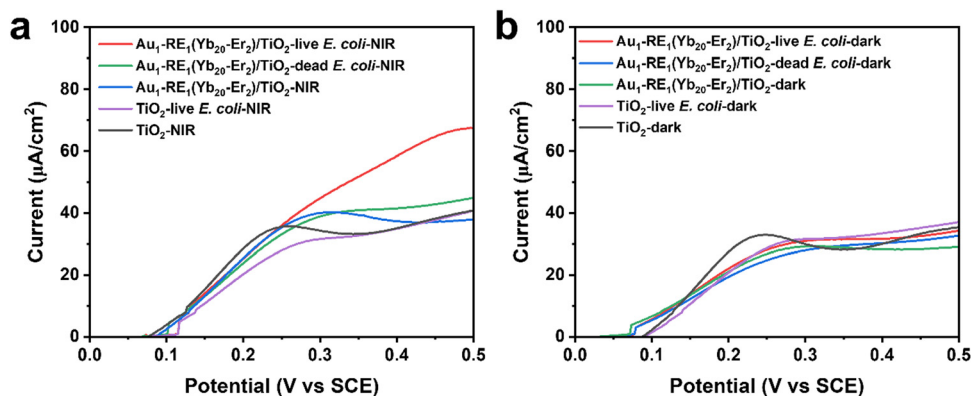 a
Au₁-RE₁(Yb₂₀-Er₂)/TiO₂-live E. coli-NIR
Au₁-RE₁(Yb₂₀-Er₂)/TiO₂-dead E. coli-NIR
Au₁-RE₁(Yb₂₀-Er₂)/TiO₂-NIR
TiO₂-live E. coli-NIR
TiO₂-NIR
100
80
60
40
20
0
Current (μA/cm²)
0.0 0.1 0.2 0.3 0.4 0.5
Potential (V vs SCE)
b
Au₁-RE₁(Yb₂₀-Er₂)/TiO₂-live E. coli-dark
Au₁-RE₁(Yb₂₀-Er₂)/TiO₂-dead E. coli-dark
Au₁-RE₁(Yb₂₀-Er₂)/TiO₂-dark
TiO₂-live E. coli-dark
TiO₂-dark
100
80
60
40
20
0
Current (μA/cm²)
0.0 0.1 0.2 0.3 0.4 0.5
Potential (V vs SCE)